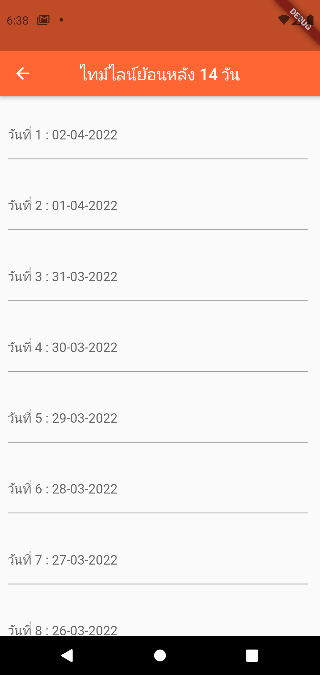 6:38
DEBUG
ไทม์ไลน์ย้อนหลัง 14 วัน
วันที่ 1 : 02-04-2022
วันที่ 2 : 01-04-2022
วันที่ 3 : 31-03-2022
วันที่ 4 : 30-03-2022
วันที่ 5 : 29-03-2022
วันที่ 6 : 28-03-2022
วันที่ 7 : 27-03-2022
วันที่ 8 : 26-03-2022